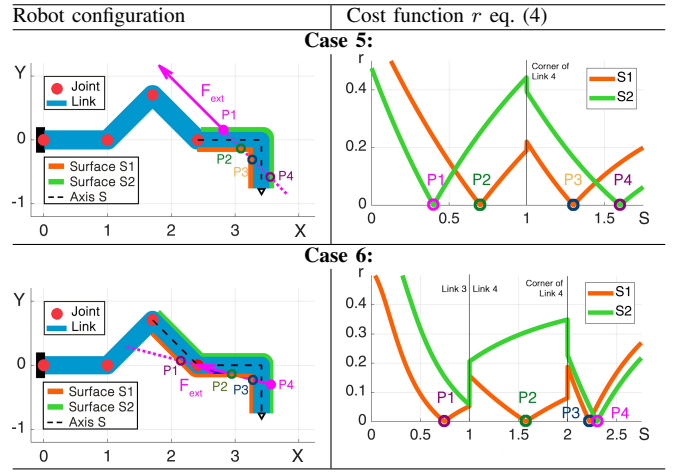 Robot configuration Cost function r eq. (4)
Case 5:
Y
0
-1
0 1 2 3 X
Joint
Link
Surface S1
Surface S2
Axis S
F_ext
P1
P2
P3
P4
r
0.4
0.2
0
0 0.5 1 1.5 S
Corner of
Link 4
S1
S2
P1 P2 P3 P4
Case 6:
Y
0
-1
0 1 2 3 X
Joint
Link
Surface S1
Surface S2
Axis S
P1
F_ext
P2
P3
P4
r
0.4
0.3
0.2
0.1
0
0 0.5 1 1.5 2 2.5 S
Link 3 Link 4
Corner of
Link 4
S1
S2
P1 P2 P3 P4